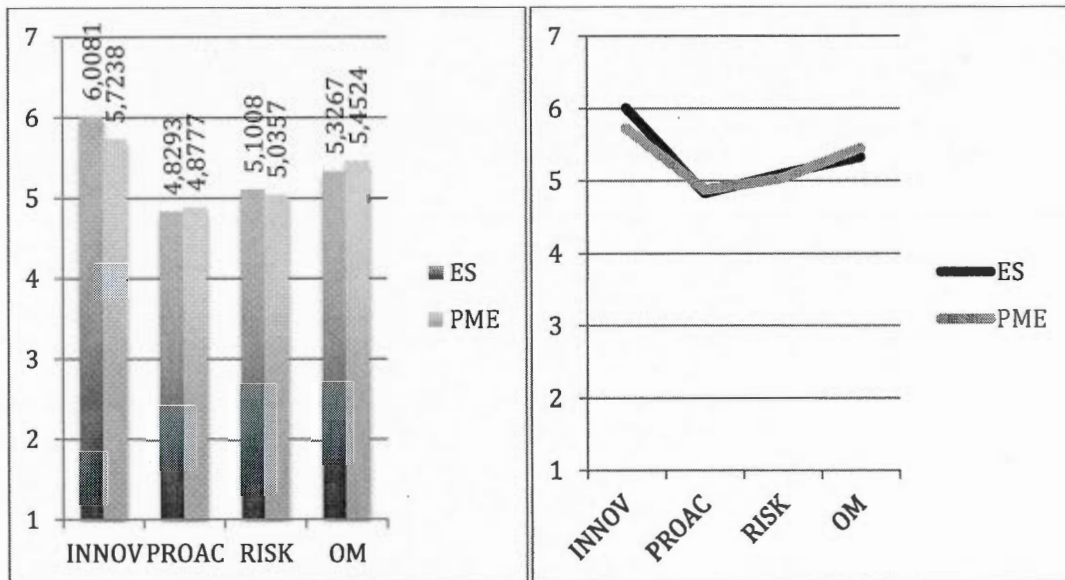 7
6
5
4
3
2
1
6,0081
5,7238
4,8293
4,8777
5,1008
5,0357
5,3267
5,4524
INNOV PROAC RISK OM
ES
PME
7
6
5
4
3
2
1
INNOV
PROAC
RISK
OM
ES
PME